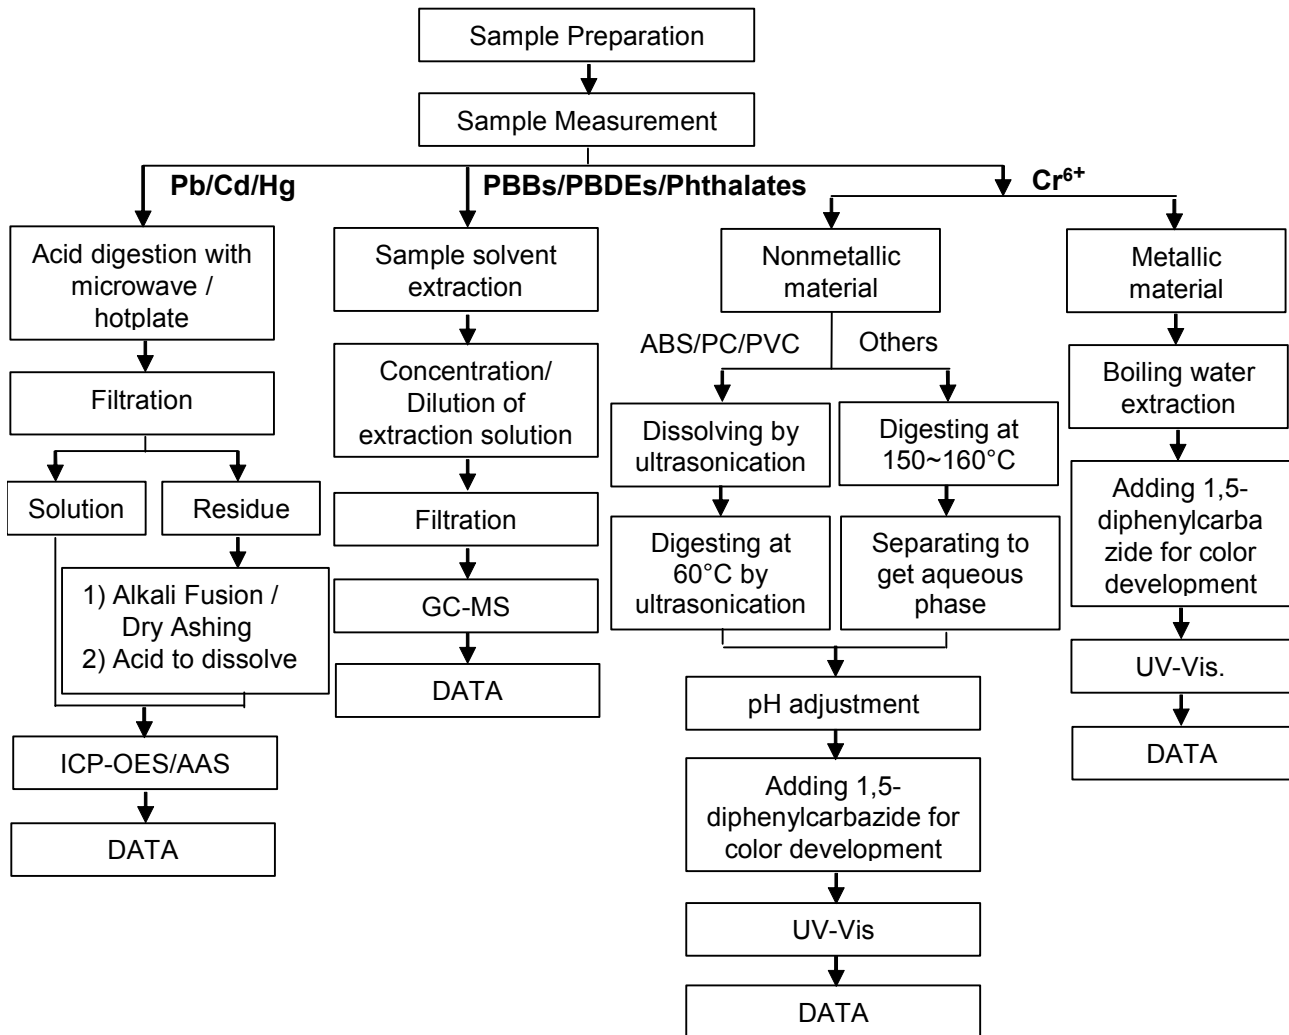 Sample Preparation
Sample Measurement
Pb/Cd/Hg
PBBs/PBDEs/Phthalates
Cr⁶⁺
Acid digestion with
microwave /
hotplate
Filtration
Solution
Residue
1) Alkali Fusion /
Dry Ashing
2) Acid to dissolve
ICP-OES/AAS
DATA
Sample solvent
extraction
Concentration/
Dilution of
extraction solution
Filtration
GC-MS
DATA
Nonmetallic
material
ABS/PC/PVC
Others
Dissolving by
ultrasonication
Digesting at
60°C by
ultrasonication
Digesting at
150~160°C
Separating to
get aqueous
phase
pH adjustment
Adding 1,5-
diphenylcarbazide for
color development
UV-Vis
DATA
Metallic
material
Boiling water
extraction
Adding 1,5-
diphenylcarba
zide for color
development
UV-Vis.
DATA